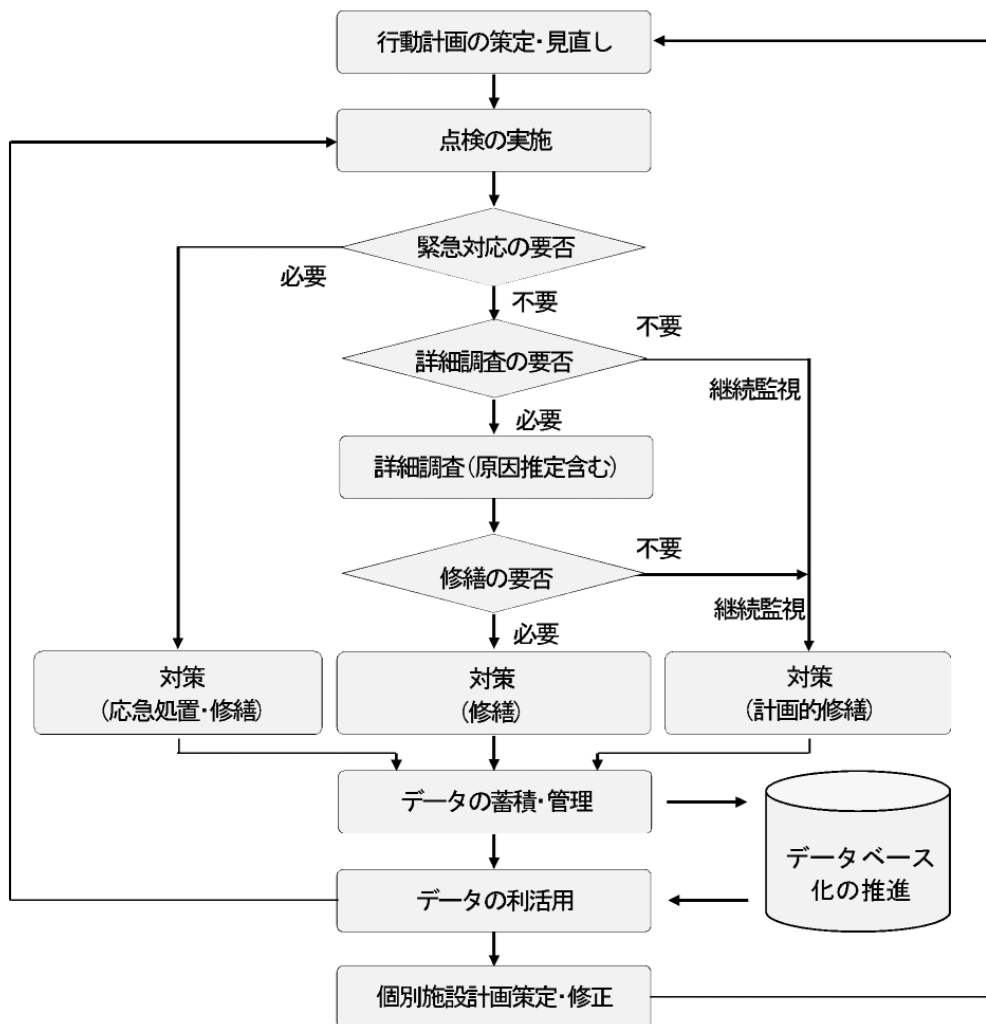 行動計画の策定・見直し
点検の実施
緊急対応の要否
必要
不要
不要
詳細調査の要否
継続監視
必要
詳細調査(原因推定含む)
不要
修繕の要否
継続監視
必要
対策
(応急処置・修繕)
対策
(修繕)
対策
(計画的修繕)
データの蓄積・管理
データベース
化の推進
データの利活用
個別施設計画策定・修正